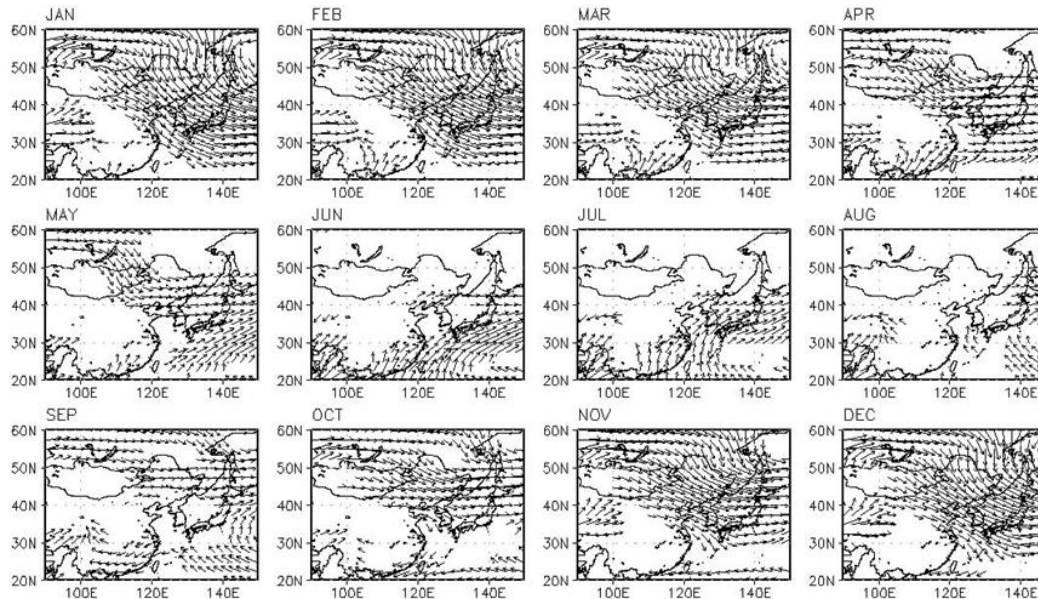 JAN FEB MAR APR
60N 60N 60N 60N
50N 50N 50N 50N
40N 40N 40N 40N
30N 30N 30N 30N
20N 20N 20N 20N
100E 120E 140E 100E 120E 140E 100E 120E 140E 100E 120E 140E
MAY JUN JUL AUG
60N 60N 60N 60N
50N 50N 50N 50N
40N 40N 40N 40N
30N 30N 30N 30N
20N 20N 20N 20N
100E 120E 140E 100E 120E 140E 100E 120E 140E 100E 120E 140E
SEP OCT NOV DEC
60N 60N 60N 60N
50N 50N 50N 50N
40N 40N 40N 40N
30N 30N 30N 30N
20N 20N 20N 20N
100E 120E 140E 100E 120E 140E 100E 120E 140E 100E 120E 140E